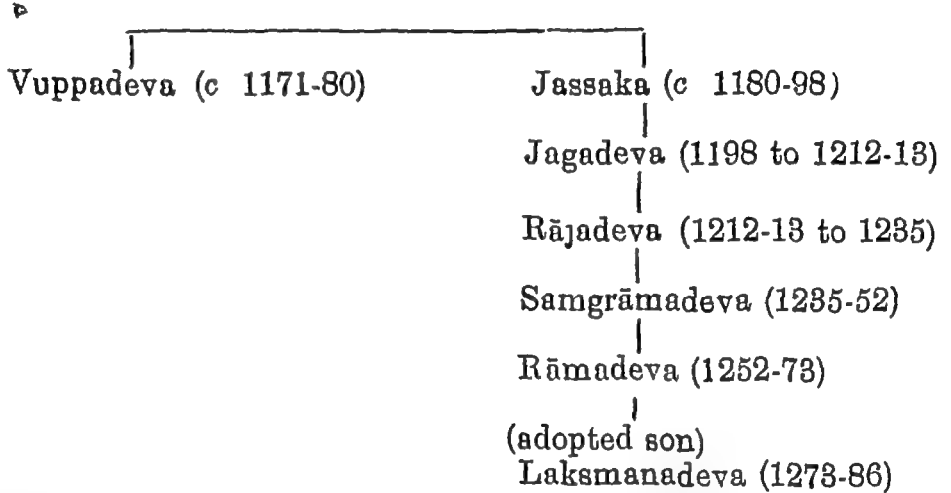 Vuppadeva (c 1171-80) Jassaka (c 1180-98)
Jagadeva (1198 to 1212-13)
Rājadeva (1212-13 to 1235)
Samgrāmadeva (1235-52)
Rāmadeva (1252-73)
(adopted son)
Laksmanadeva (1273-86)